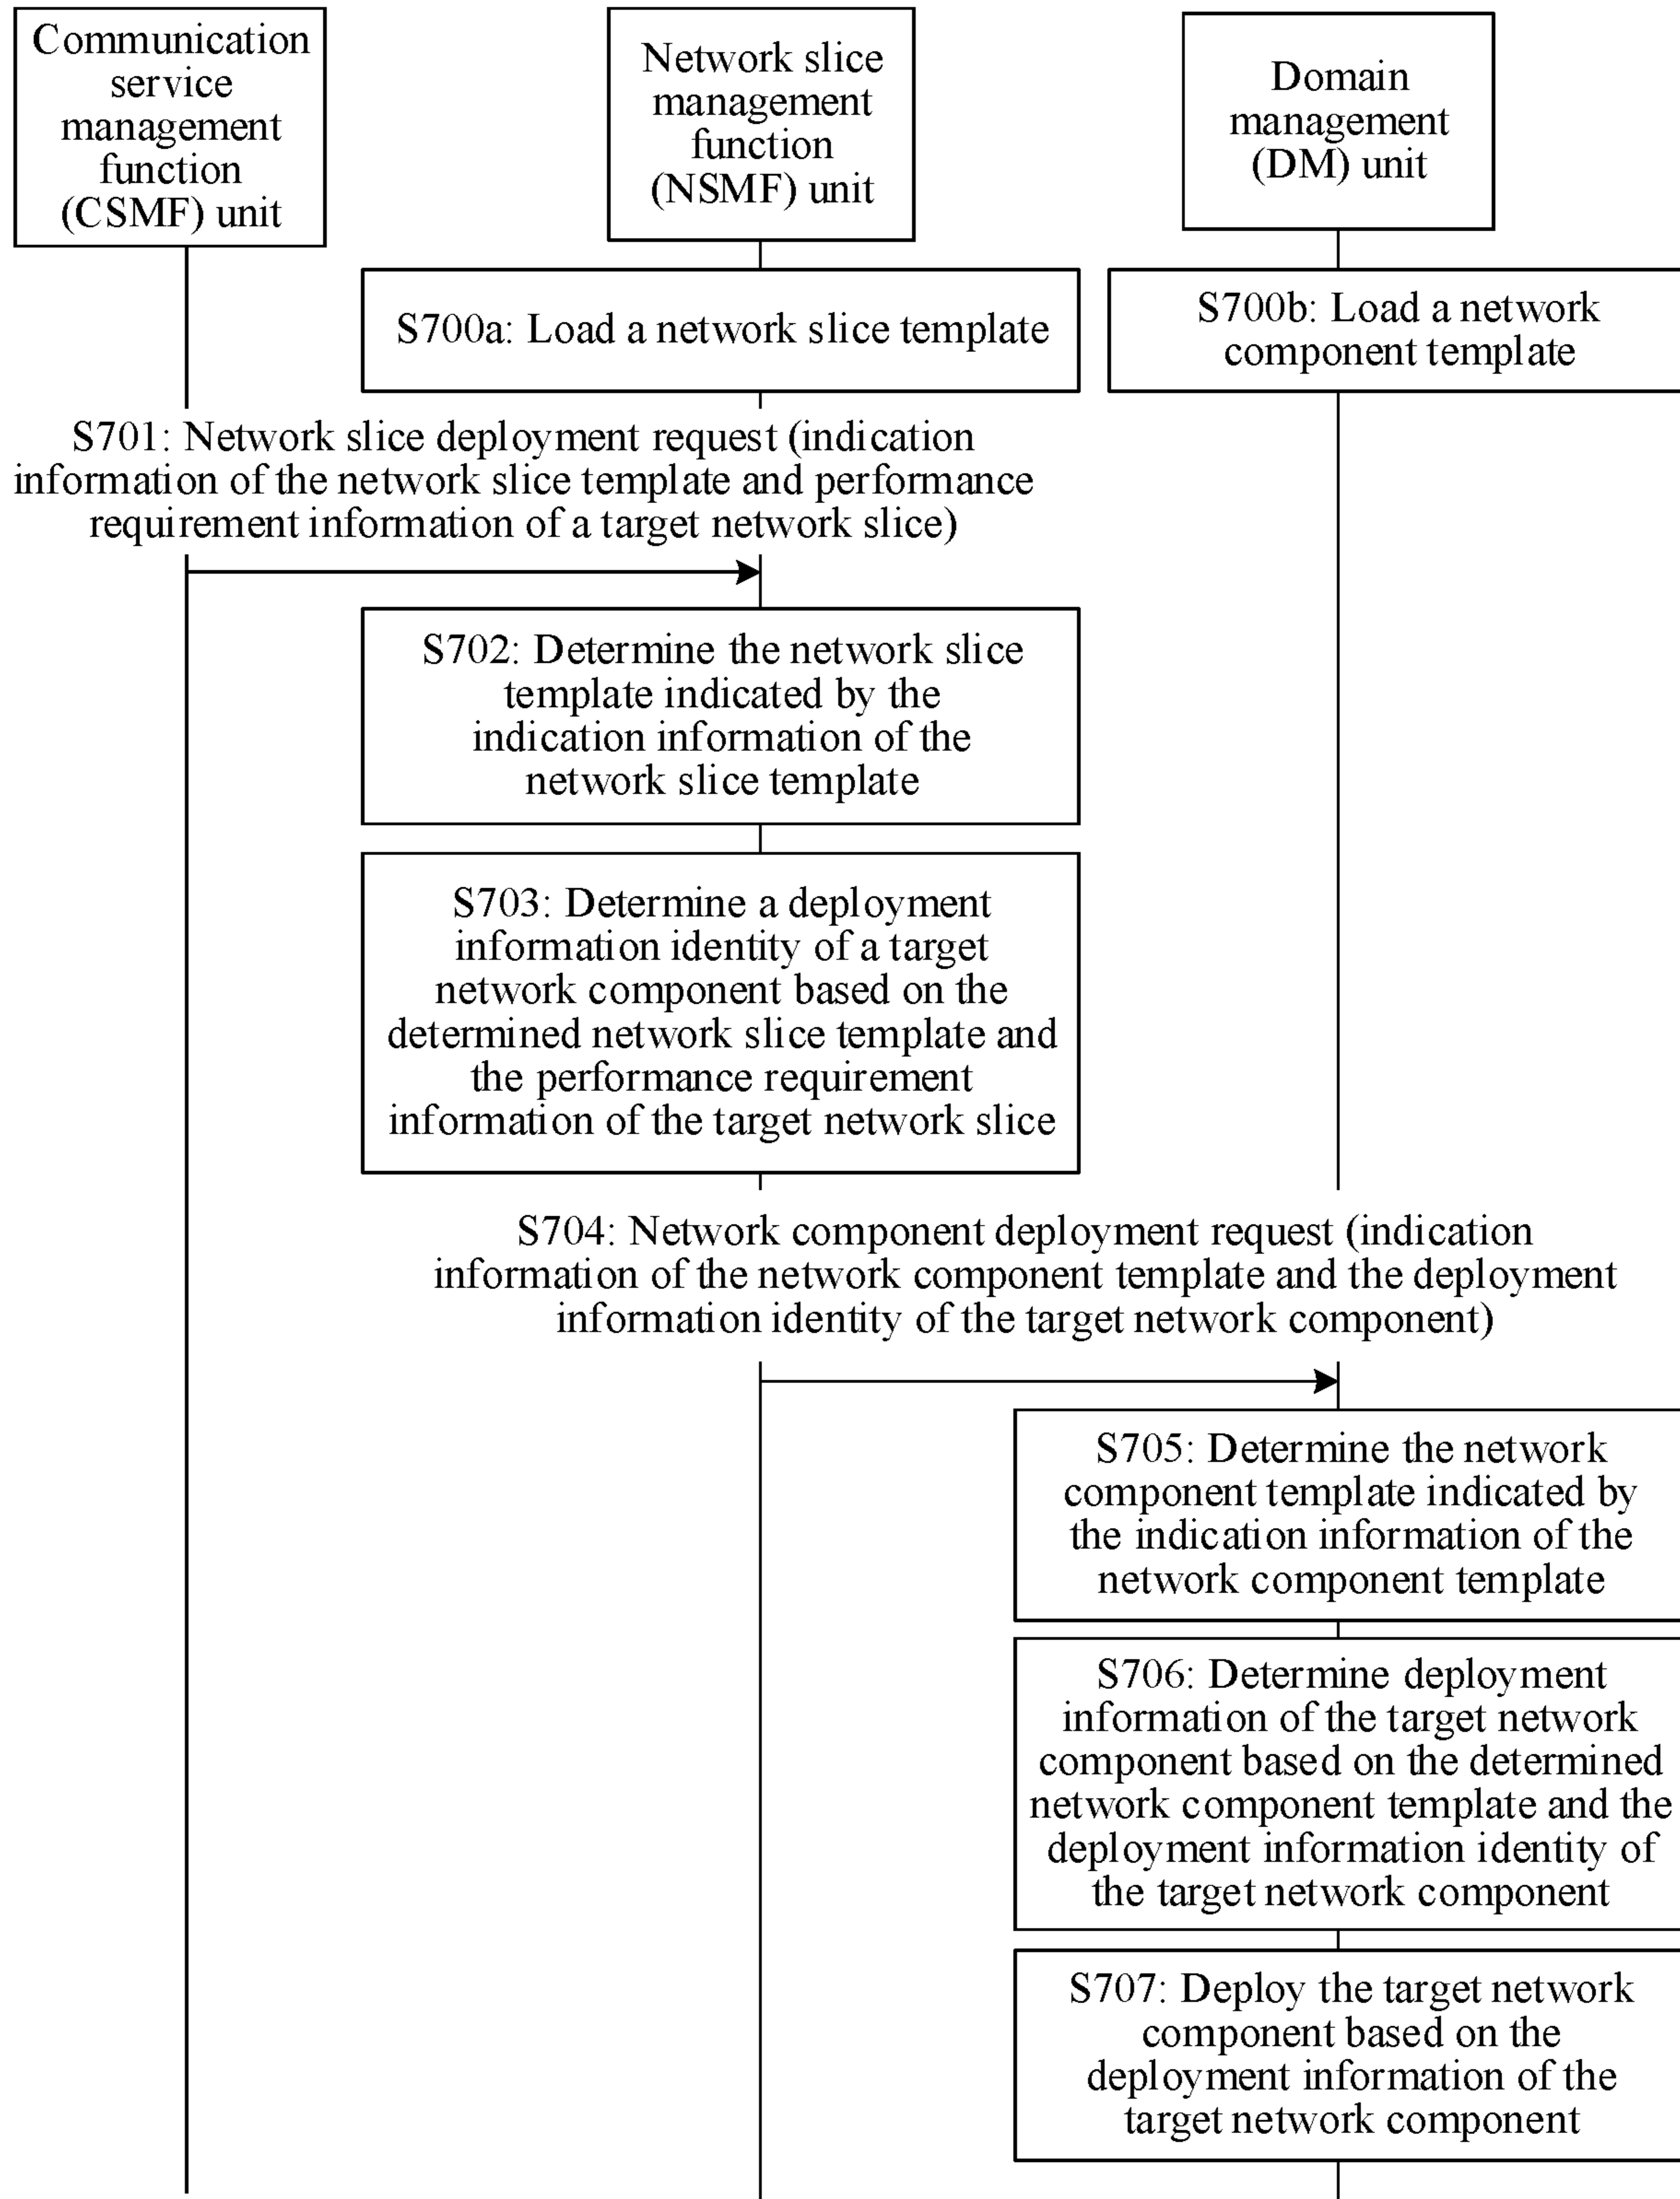 Communication
service
management
function
(CSMF) unit
Network slice
management
function
(NSMF) unit
Domain
management
(DM) unit
S700a: Load a network slice template
S700b: Load a network
component template
S701: Network slice deployment request (indication
information of the network slice template and performance
requirement information of a target network slice)
S702: Determine the network slice
template indicated by the
indication information of the
network slice template
S703: Determine a deployment
information identity of a target
network component based on the
determined network slice template and
the performance requirement
information of the target network slice
S704: Network component deployment request (indication
information of the network component template and the deployment
information identity of the target network component)
S705: Determine the network
component template indicated by
the indication information of the
network component template
S706: Determine deployment
information of the target network
component based on the determined
network component template and the
deployment information identity of
the target network component
S707: Deploy the target network
component based on the
deployment information of the
target network component